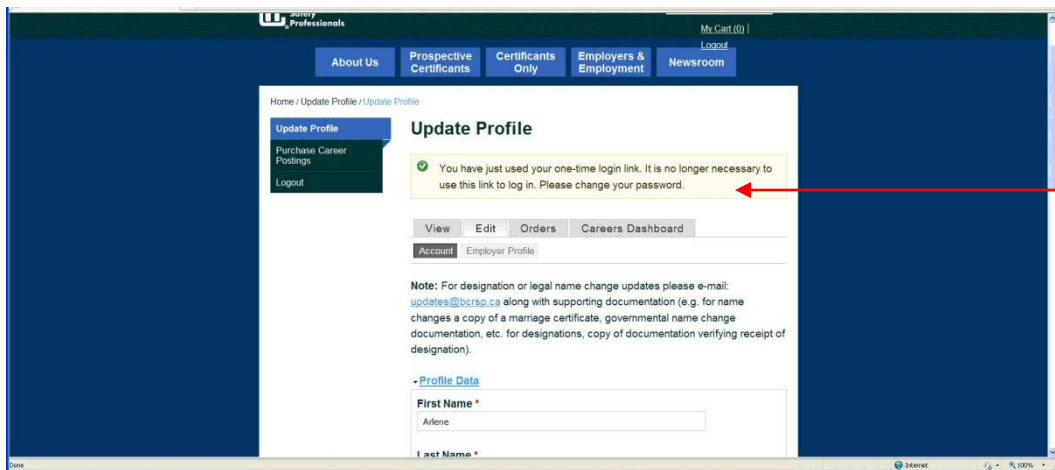 Safety
Professionals
My Cart (0) |
Logout
About Us
Prospective
Certificants
Certificants
Only
Employers &
Employment
Newsroom
Home / Update Profile / Update Profile
Update Profile
Purchase Career
Postings
Logout
Update Profile
You have just used your one-time login link. It is no longer necessary to
use this link to log in. Please change your password.
View Edit Orders Careers Dashboard
Account Employer Profile
Note: For designation or legal name change updates please e-mail:
updates@bcrsp.ca along with supporting documentation (e.g. for name
changes a copy of a marriage certificate, governmental name change
documentation, etc. for designations, copy of documentation verifying receipt of
designation).
Profile Data
First Name *
Arlene
Last Name *
Done
Internet
100%